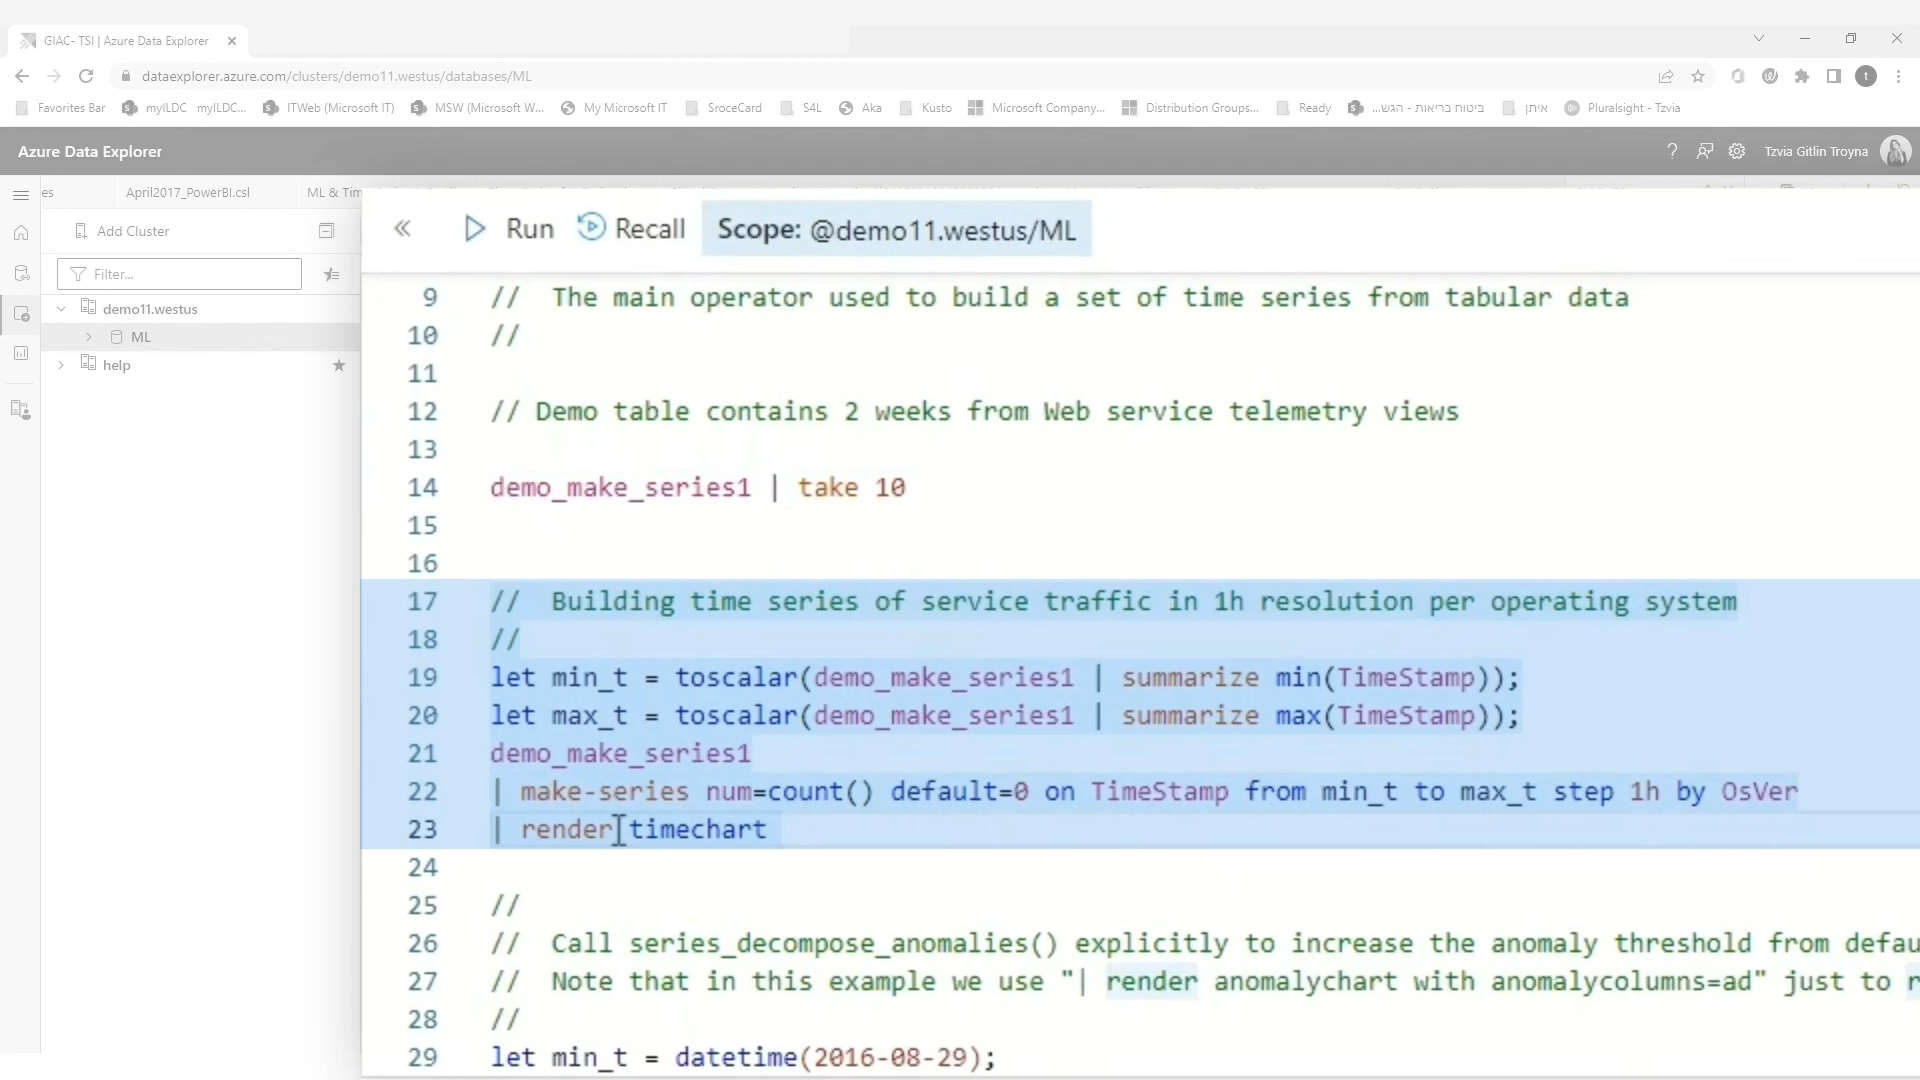 GIAC- TSI | Azure Data Explorer
dataexplorer.azure.com/clusters/demo11.westus/databases/ML
t
Favorites Bar myILDC myILDC... ITWeb (Microsoft IT) MSW (Microsoft W... My Microsoft IT SroceCard S4L Aka Kusto Microsoft Company... Distribution Groups... Ready ביטוח בריאות - הגש... איתן Pluralsight - Tzvia
Azure Data Explorer
? Tzvia Gitlin Troyna
es April2017_PowerBI.csl ML & Tim
Add Cluster
Filter...
demo11.westus
ML
help
Run Recall Scope: @demo11.westus/ML
9 // The main operator used to build a set of time series from tabular data
10 //
11
12 // Demo table contains 2 weeks from Web service telemetry views
13
14 demo_make_series1 | take 10
15
16
17 // Building time series of service traffic in 1h resolution per operating system
18 //
19 let min_t = toscalar(demo_make_series1 | summarize min(TimeStamp));
20 let max_t = toscalar(demo_make_series1 | summarize max(TimeStamp));
21 demo_make_series1
22 | make-series num=count() default=0 on TimeStamp from min_t to max_t step 1h by OsVer
23 | render timechart
24
25 //
26 // Call series_decompose_anomalies() explicitly to increase the anomaly threshold from defau
27 // Note that in this example we use "| render anomalychart with anomalycolumns=ad" just to r
28 //
29 let min_t = datetime(2016-08-29);